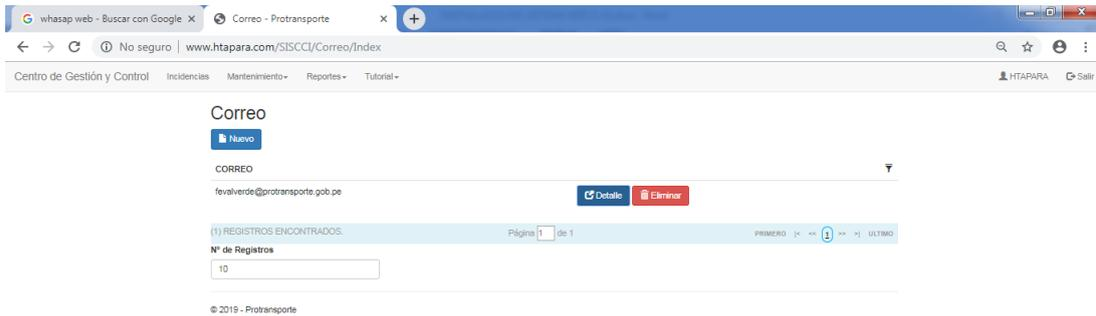 whasap web - Buscar con Google
Correo - Protransporte
No seguro | www.htapara.com/SISCCI/Correo/Index
Centro de Gestión y Control Incidencias Mantenimiento Reportes Tutorial HTAPARA Salir
Correo
Nuevo
CORREO
fevalverde@protransporte.gob.pe Detalle Eliminar
(1) REGISTROS ENCONTRADOS. Página 1 de 1 PRIMERO |< << 1 >> >| ULTIMO
Nº de Registros
10
© 2019 - Protransporte